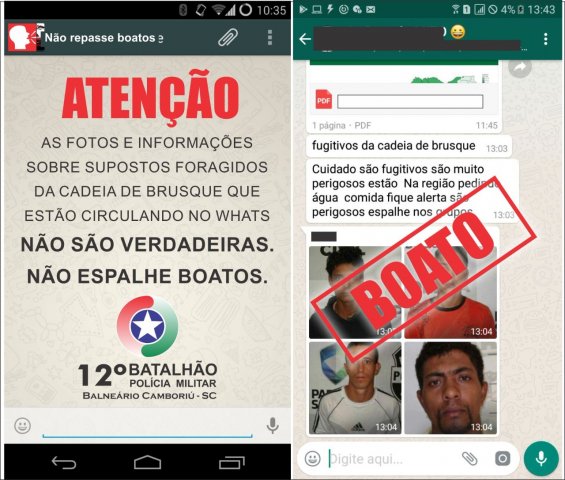 10:35
Não repasse boatos
ATENÇÃO
AS FOTOS E INFORMAÇÕES
SOBRE SUPOSTOS FORAGIDOS
DA CADEIA DE BRUSQUE QUE
ESTÃO CIRCULANDO NO WHATS
NÃO SÃO VERDADEIRAS.
NÃO ESPALHE BOATOS.
12º BATALHÃO
POLÍCIA MILITAR
BALNEÁRIO CAMBORIÚ - SC
4% 13:43
PDF
1 página • PDF 11:45
fugitivos da cadeia de brusque 13:03
Cuidado são fugitivos são muito
perigosos estão Na região pedindo
água comida fique alerta são
perigosos espalhe nos grupos 13:03
BOATO
13:04
13:04
13:04
13:04
Digite aqui...